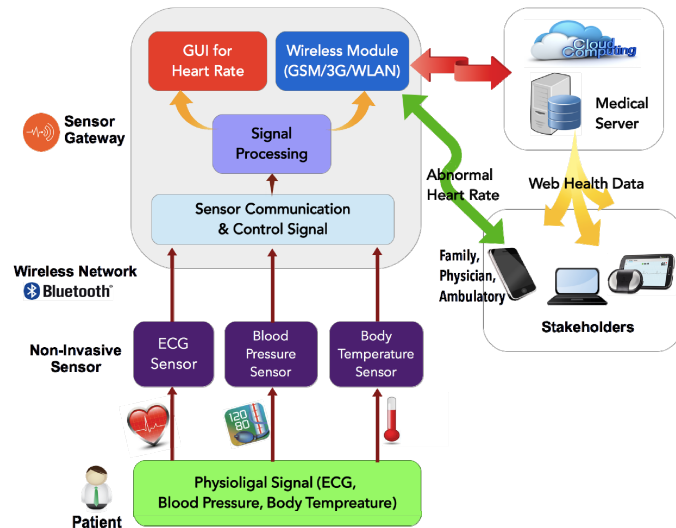 GUI for
Heart Rate
Wireless Module
(GSM/3G/WLAN)
Cloud
Computing
Medical
Server
Sensor
Gateway
Signal
Processing
Abnormal
Heart Rate
Web Health Data
Sensor Communication
& Control Signal
Family,
Physician,
Ambulatory
Stakeholders
Wireless Network
Bluetooth®
Non-Invasive
Sensor
ECG
Sensor
Blood
Pressure
Sensor
Body
Temperature
Sensor
120
80
Physioligal Signal (ECG,
Blood Pressure, Body Tempreature)
Patient